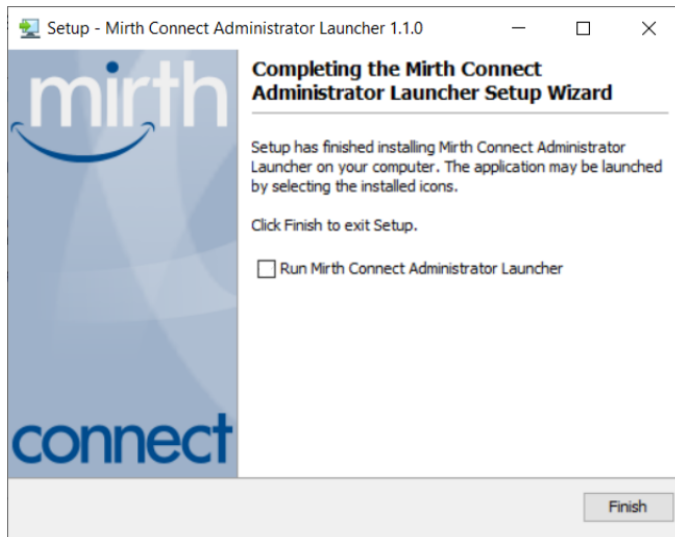 Setup - Mirth Connect Administrator Launcher 1.1.0
mirth
connect
Completing the Mirth Connect
Administrator Launcher Setup Wizard
Setup has finished installing Mirth Connect Administrator
Launcher on your computer. The application may be launched
by selecting the installed icons.
Click Finish to exit Setup.
Run Mirth Connect Administrator Launcher
Finish